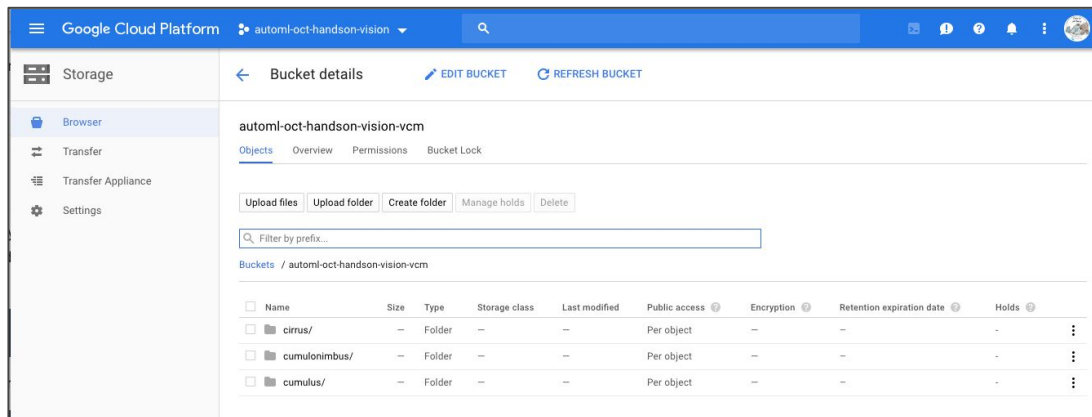 Google Cloud Platform automl-oct-handson-vision
Storage
Bucket details EDIT BUCKET REFRESH BUCKET
Browser
Transfer
Transfer Appliance
Settings
automl-oct-handson-vision-vcm
Objects Overview Permissions Bucket Lock
Upload files Upload folder Create folder Manage holds Delete
Filter by prefix...
Buckets / automl-oct-handson-vision-vcm
Name Size Type Storage class Last modified Public access Encryption Retention expiration date Holds
cirrus/ — Folder — — Per object — — -
cumulonimbus/ — Folder — — Per object — — -
cumulus/ — Folder — — Per object — — -